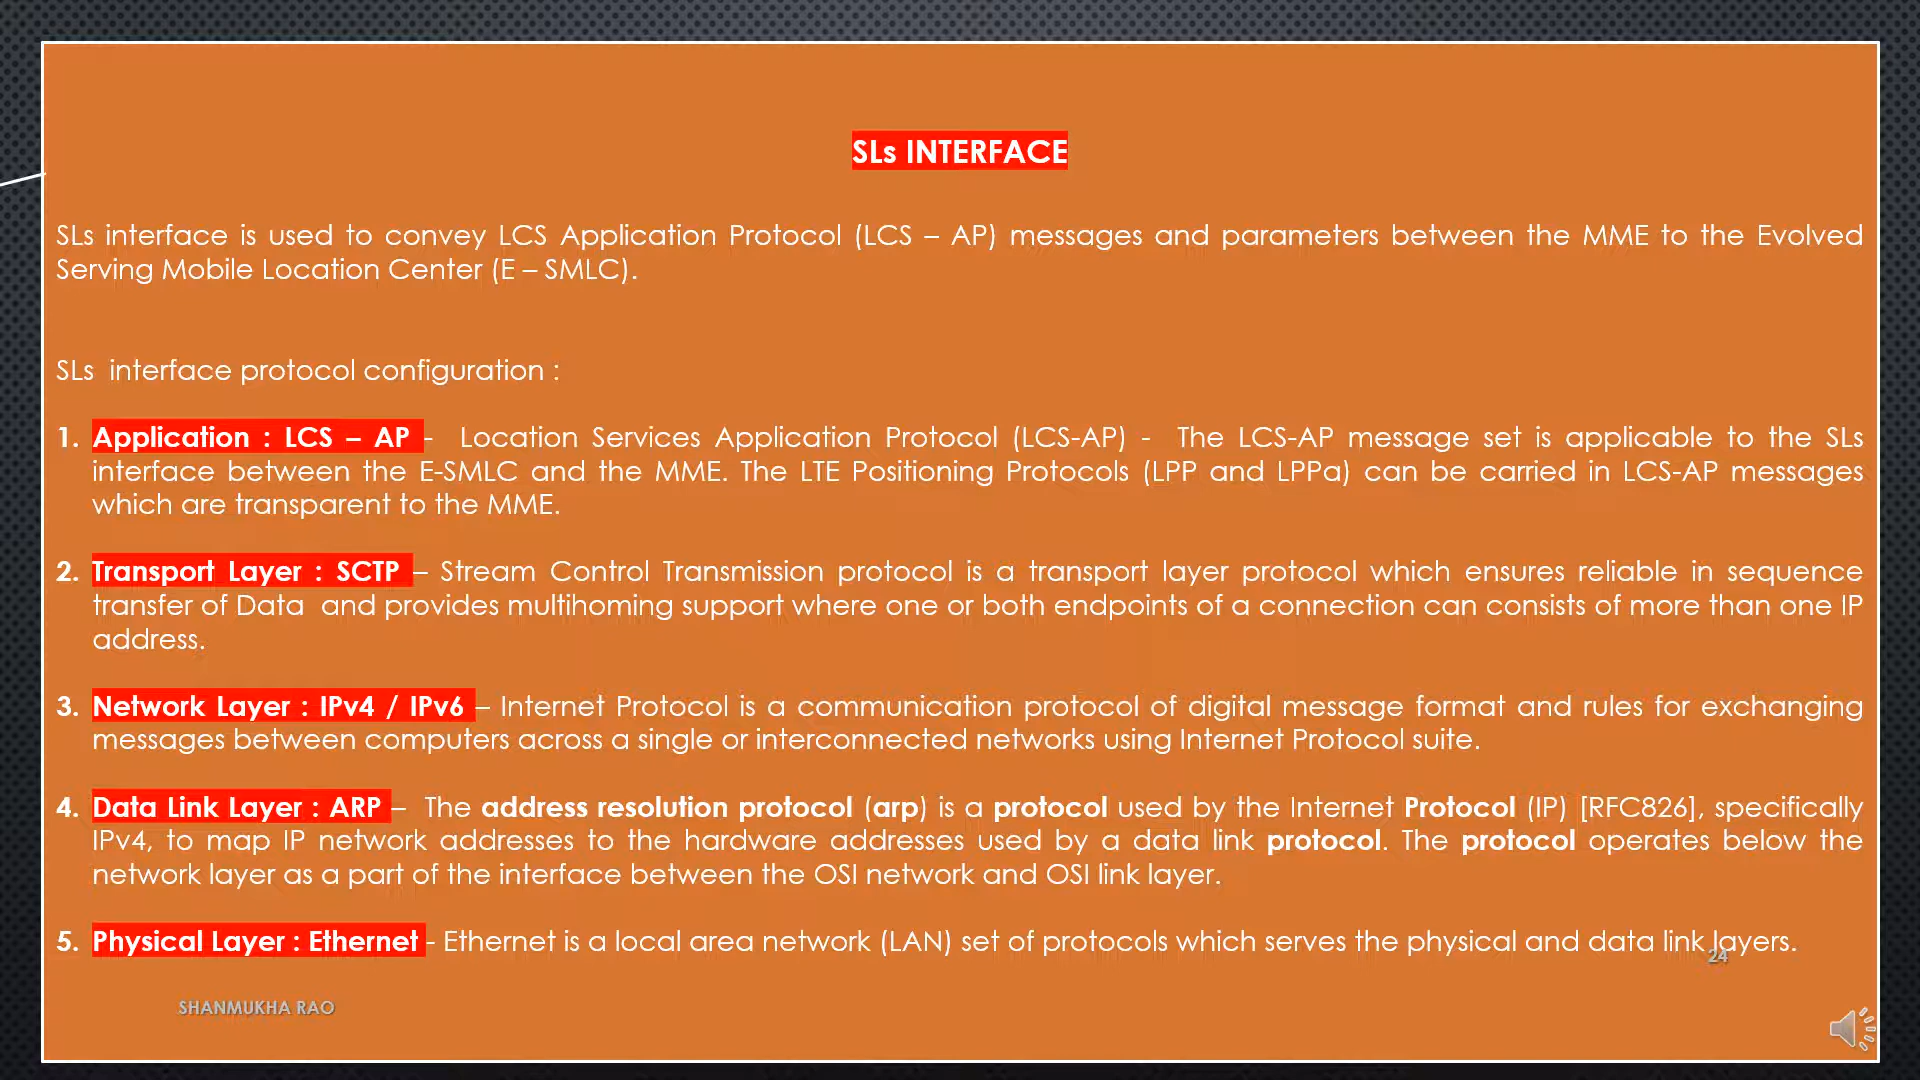 SLs INTERFACE
SLs interface is used to convey LCS Application Protocol (LCS – AP) messages and parameters between the MME to the Evolved
Serving Mobile Location Center (E – SMLC).
SLs interface protocol configuration :
1. Application : LCS – AP - Location Services Application Protocol (LCS-AP) - The LCS-AP message set is applicable to the SLs
interface between the E-SMLC and the MME. The LTE Positioning Protocols (LPP and LPPa) can be carried in LCS-AP messages
which are transparent to the MME.
2. Transport Layer : SCTP – Stream Control Transmission protocol is a transport layer protocol which ensures reliable in sequence
transfer of Data and provides multihoming support where one or both endpoints of a connection can consists of more than one IP
address.
3. Network Layer : IPv4 / IPv6 – Internet Protocol is a communication protocol of digital message format and rules for exchanging
messages between computers across a single or interconnected networks using Internet Protocol suite.
4. Data Link Layer : ARP – The address resolution protocol (arp) is a protocol used by the Internet Protocol (IP) [RFC826], specifically
IPv4, to map IP network addresses to the hardware addresses used by a data link protocol. The protocol operates below the
network layer as a part of the interface between the OSI network and OSI link layer.
5. Physical Layer : Ethernet - Ethernet is a local area network (LAN) set of protocols which serves the physical and data link layers.
24
SHANMUKHA RAO